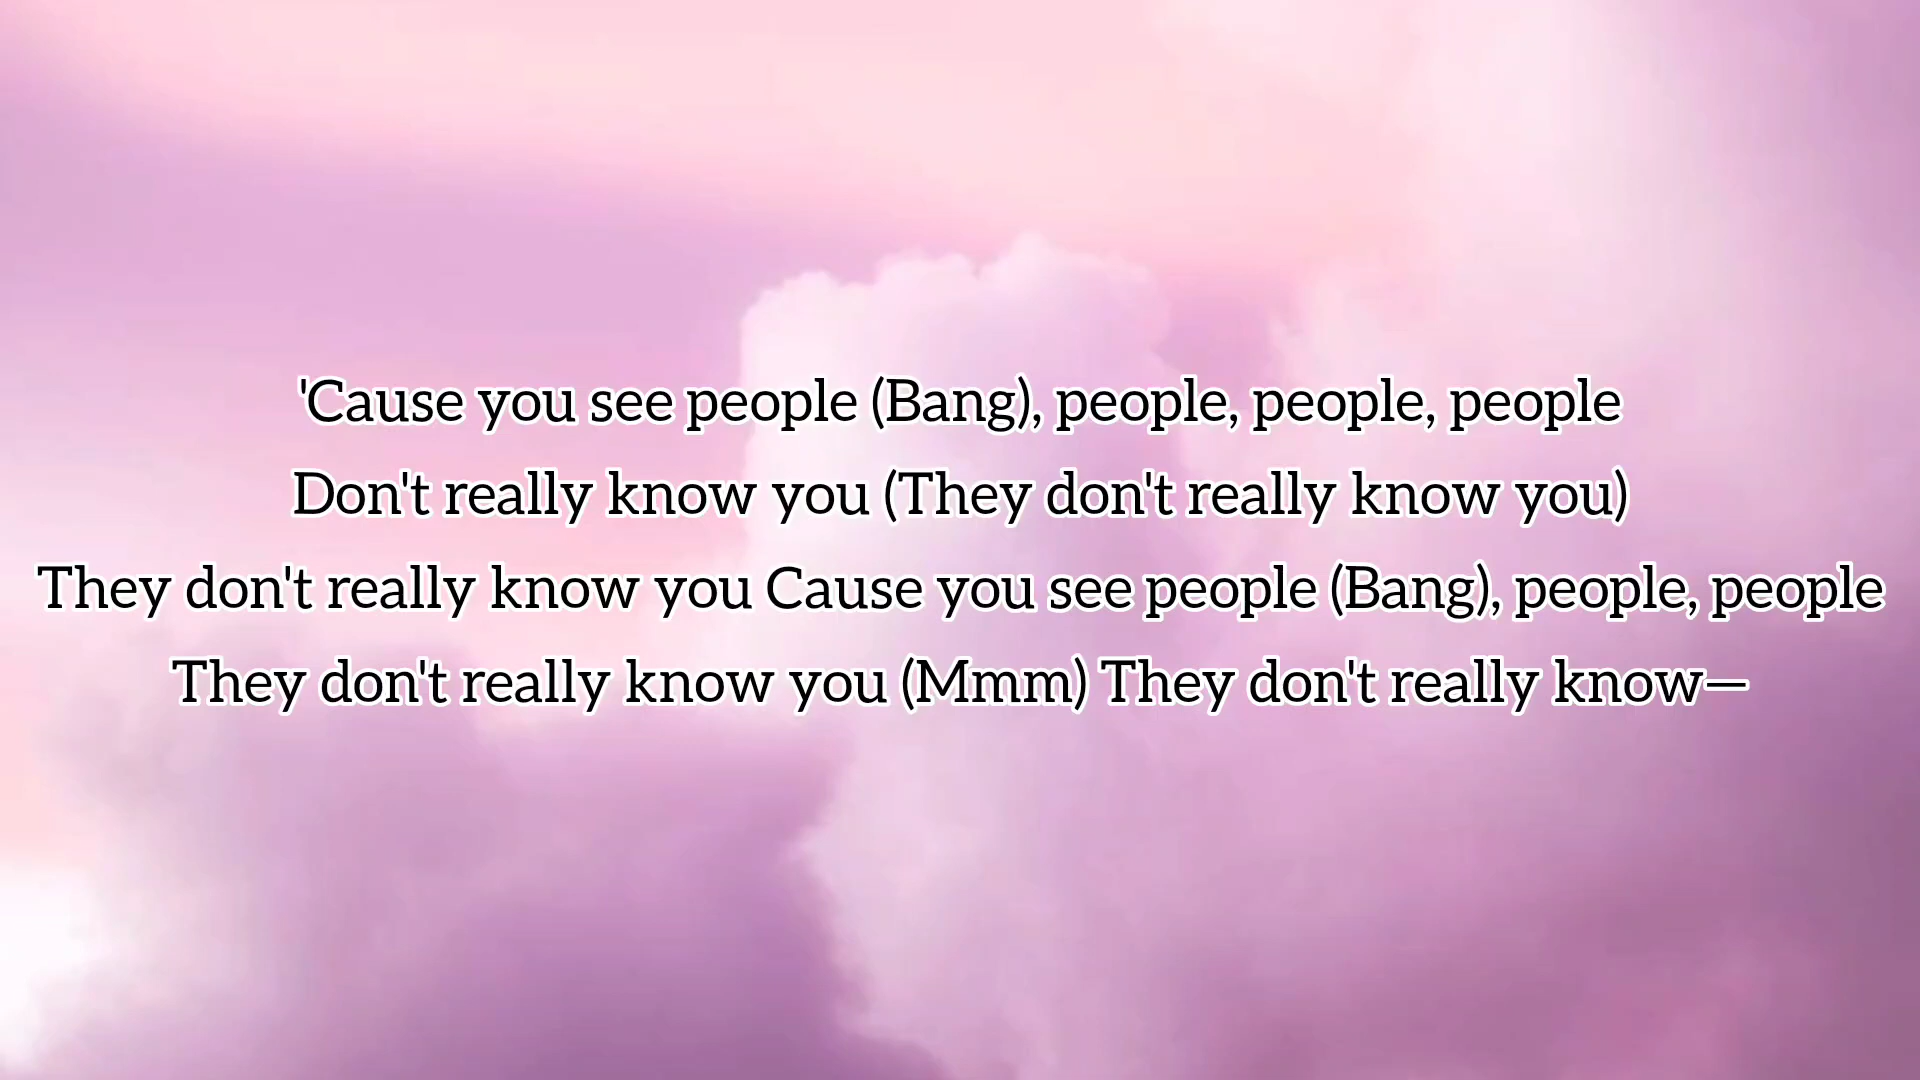 'Cause you see people (Bang), people, people, people
Don't really know you (They don't really know you)
They don't really know you Cause you see people (Bang), people, people
They don't really know you (Mmm) They don't really know—